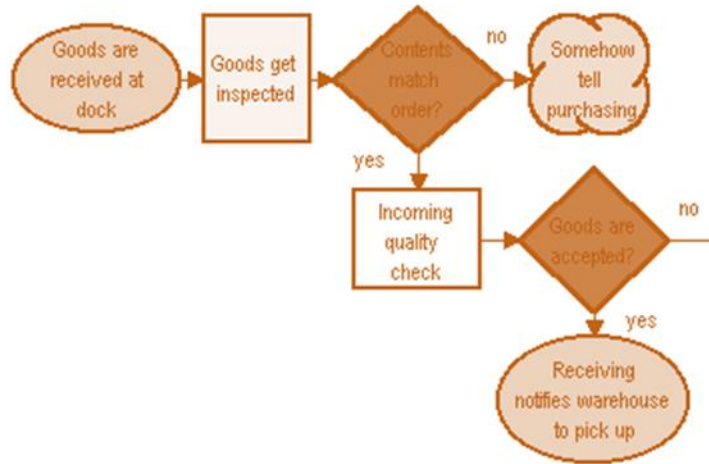 Goods are
received at
dock
Goods get
inspected
Contents
match
order?
no
Somehow
tell
purchasing
yes
Incoming
quality
check
Goods are
accepted?
no
yes
Receiving
notifies warehouse
to pick up